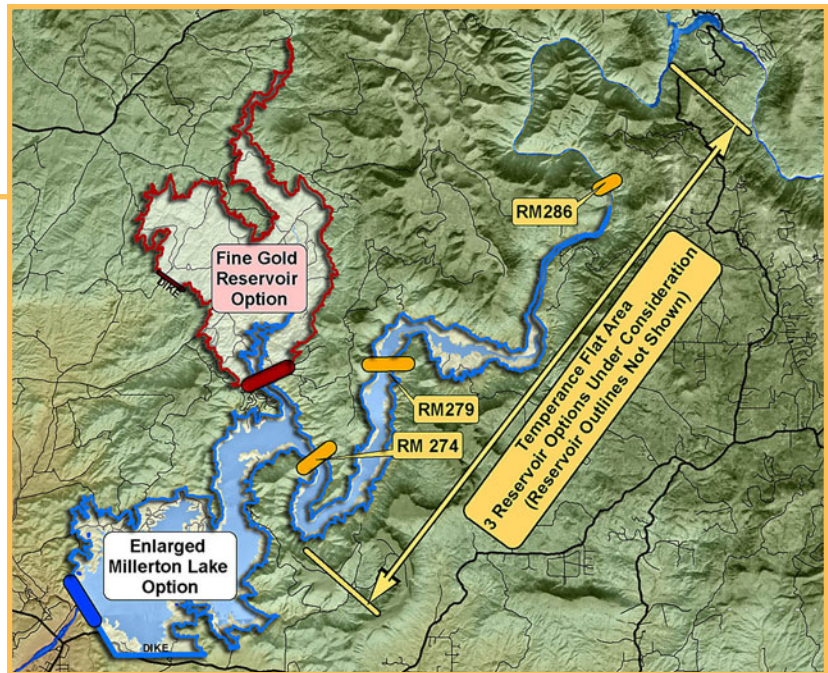 RM286
Fine Gold
Reservoir
Option
DIKE
Temperance Flat Area
3 Reservoir Options Under Consideration
(Reservoir Outlines Not Shown)
RM279
RM 274
Enlarged
Millerton Lake
Option
DIKE